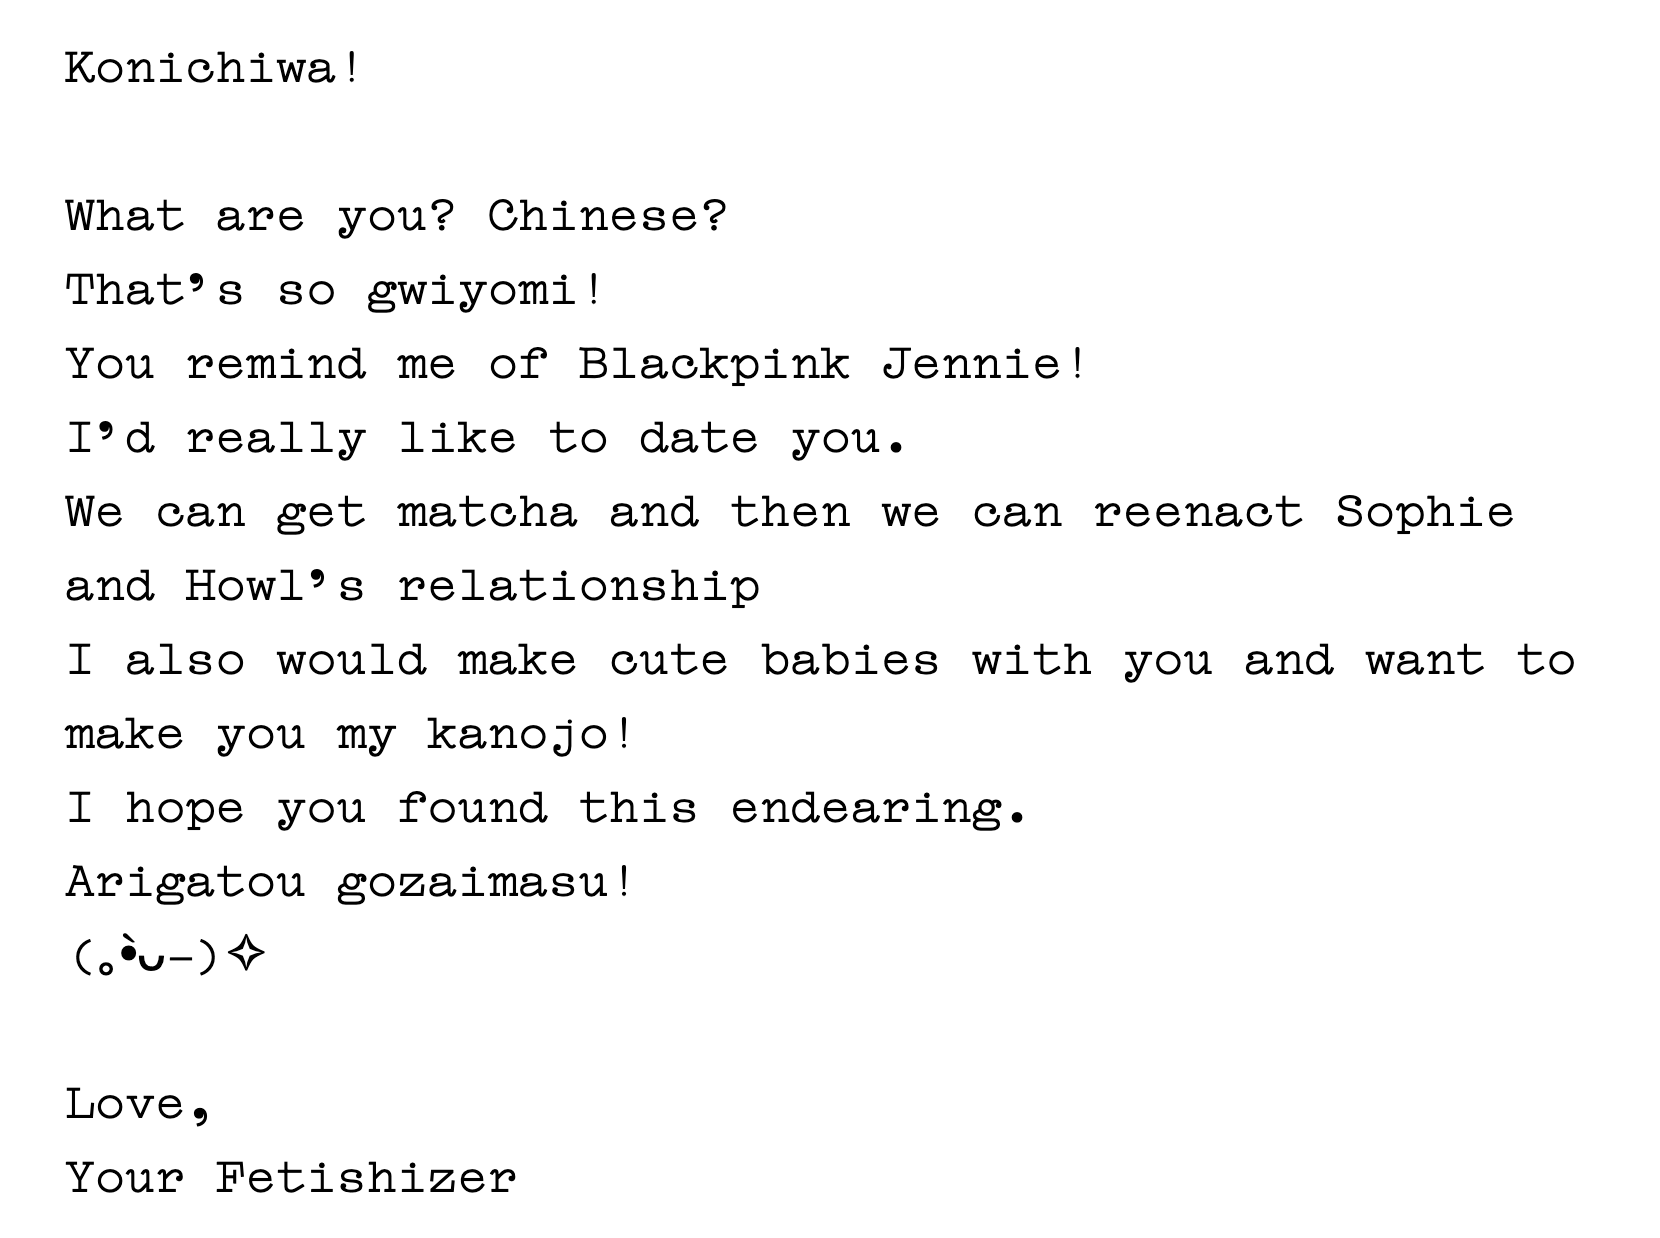 Konichiwa!
What are you? Chinese?
That’s so gwiyomi!
You remind me of Blackpink Jennie!
I’d really like to date you.
We can get matcha and then we can reenact Sophie
and Howl’s relationship
I also would make cute babies with you and want to
make you my kanojo!
I hope you found this endearing.
Arigatou gozaimasu!
(｡•̀ᴗ-)✧
Love,
Your Fetishizer